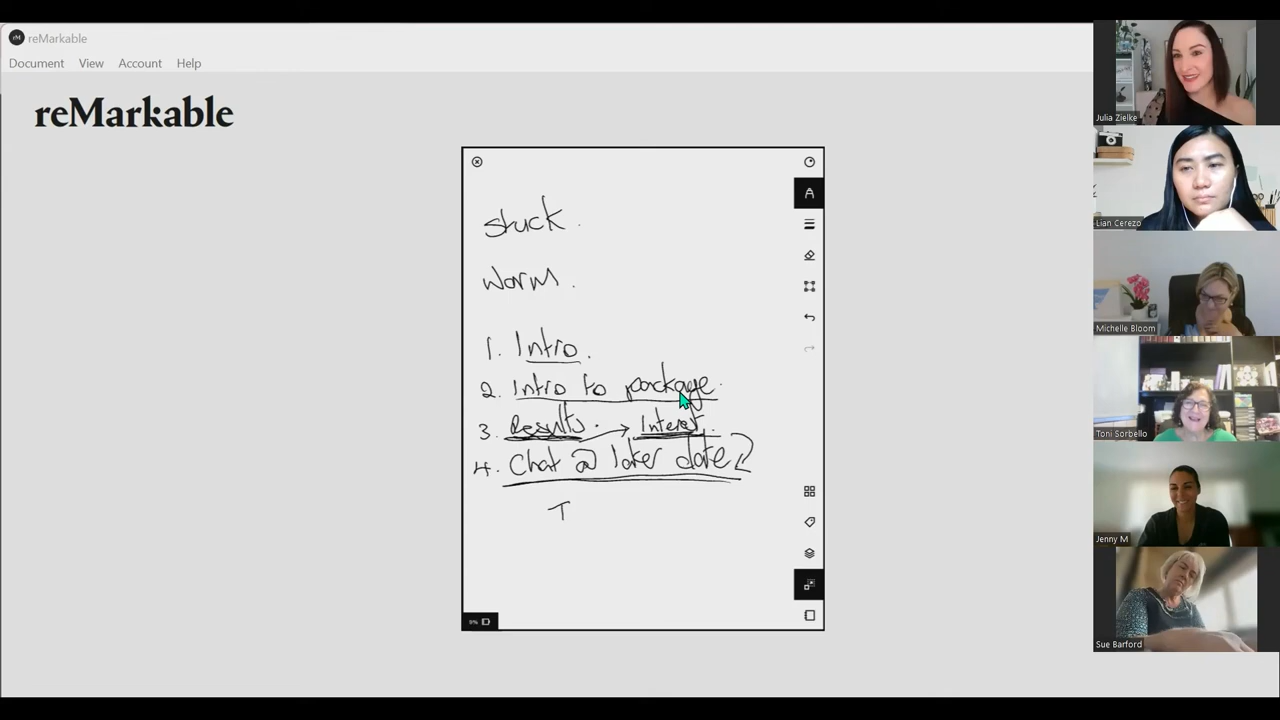 reMarkable
Document View Account Help
reMarkable
stuck.
worm.
1. Intro.
2. Intro to package.
3. Results. → Interest.
4. Chat @ later date?
T
Julia Zielke
Lian Cerezo
Michelle Bloom
Toni Sorbello
Jenny M
Sue Barford